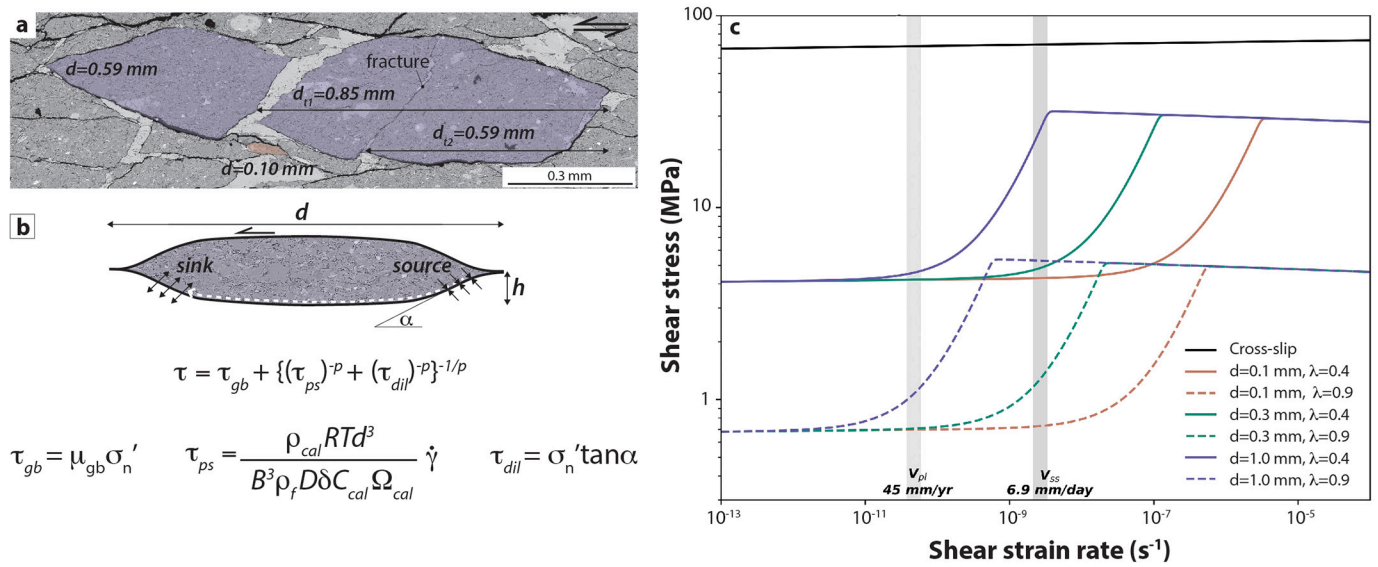 a
d=0.59 mm
fracture
d_t1=0.85 mm
d_t2=0.59 mm
d=0.10 mm
0.3 mm
b
d
sink
source
h
α
τ = τ_gb + {(τ_ps)^-p + (τ_dil)^-p}^-1/p
τ_gb = μ_gb σ_n′
τ_ps = ρ_cal RTd³ / B³ρ_f DδC_cal Ω_cal γ̇
τ_dil = σ_n′tanα
c
Shear stress (MPa)
100
10
1
Cross-slip
d=0.1 mm, λ=0.4
d=0.1 mm, λ=0.9
d=0.3 mm, λ=0.4
d=0.3 mm, λ=0.9
d=1.0 mm, λ=0.4
d=1.0 mm, λ=0.9
V_pl
45 mm/yr
V_ss
6.9 mm/day
10^-13
10^-11
10^-9
10^-7
10^-5
Shear strain rate (s^-1)